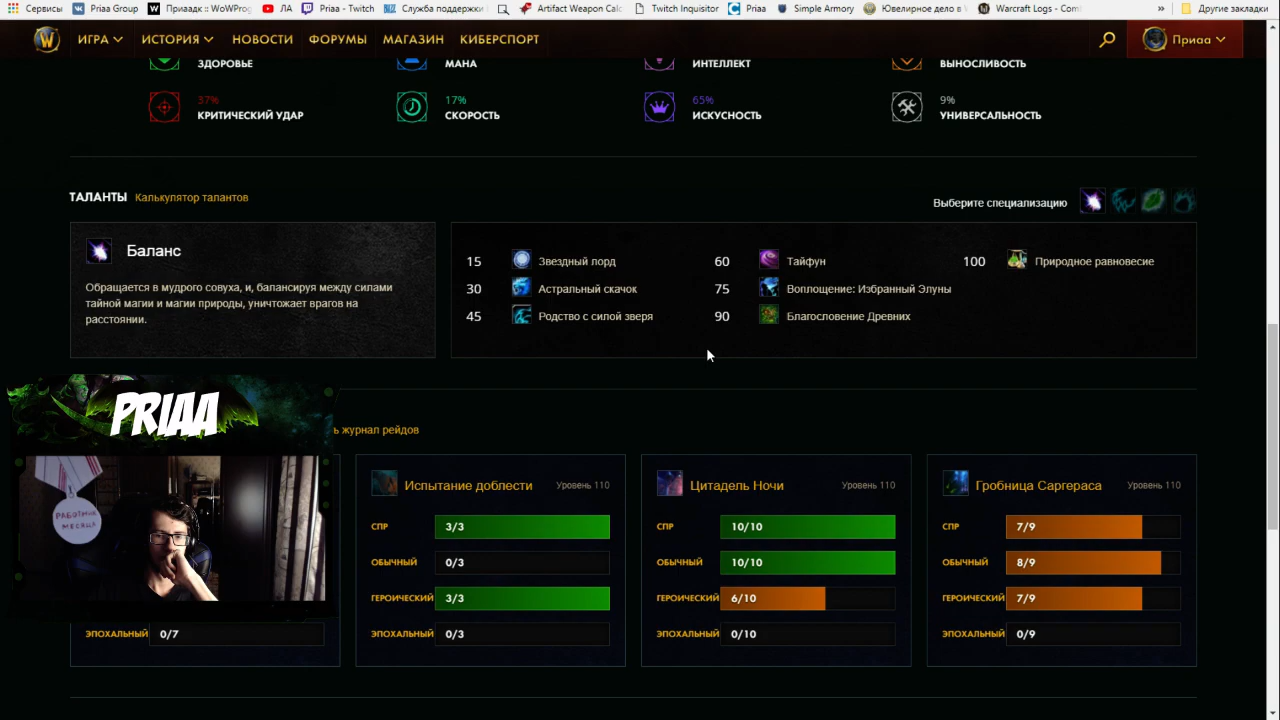 Сервисы Priaa Group Приаадк :: WoWProg ЛА Priaa - Twitch Служба поддержки Artifact Weapon Calc Twitch Inquisitor Priaa Simple Armory Ювелирное дело в Warcraft Logs - Comb » Другие закладки
ИГРА ИСТОРИЯ НОВОСТИ ФОРУМЫ МАГАЗИН КИБЕРСПОРТ Приаа
ЗДОРОВЬЕ МАНА ИНТЕЛЛЕКТ ВЫНОСЛИВОСТЬ
37% 17% 65% 9%
КРИТИЧЕСКИЙ УДАР СКОРОСТЬ ИСКУСНОСТЬ УНИВЕРСАЛЬНОСТЬ
ТАЛАНТЫ Калькулятор талантов Выберите специализацию
Баланс
Обращается в мудрого совуха, и, балансируя между силами
тайной магии и магии природы, уничтожает врагов на
расстоянии.
15 Звездный лорд 60 Тайфун 100 Природное равновесие
30 Астральный скачок 75 Воплощение: Избранный Элуны
45 Родство с силой зверя 90 Благословение Древних
PRIAA
ь журнал рейдов
РАБОТНИК
МЕСЯЦА
ЭПОХАЛЬНЫЙ 0/7
Испытание доблести Уровень 110
СПР 3/3
ОБЫЧНЫЙ 0/3
ГЕРОИЧЕСКИЙ 3/3
ЭПОХАЛЬНЫЙ 0/3
Цитадель Ночи Уровень 110
СПР 10/10
ОБЫЧНЫЙ 10/10
ГЕРОИЧЕСКИЙ 6/10
ЭПОХАЛЬНЫЙ 0/10
Гробница Саргераса Уровень 110
СПР 7/9
ОБЫЧНЫЙ 8/9
ГЕРОИЧЕСКИЙ 7/9
ЭПОХАЛЬНЫЙ 0/9